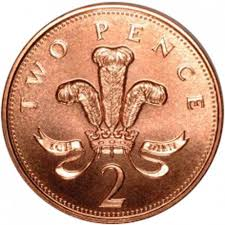 TWO PENCE
ICH DIEN
2